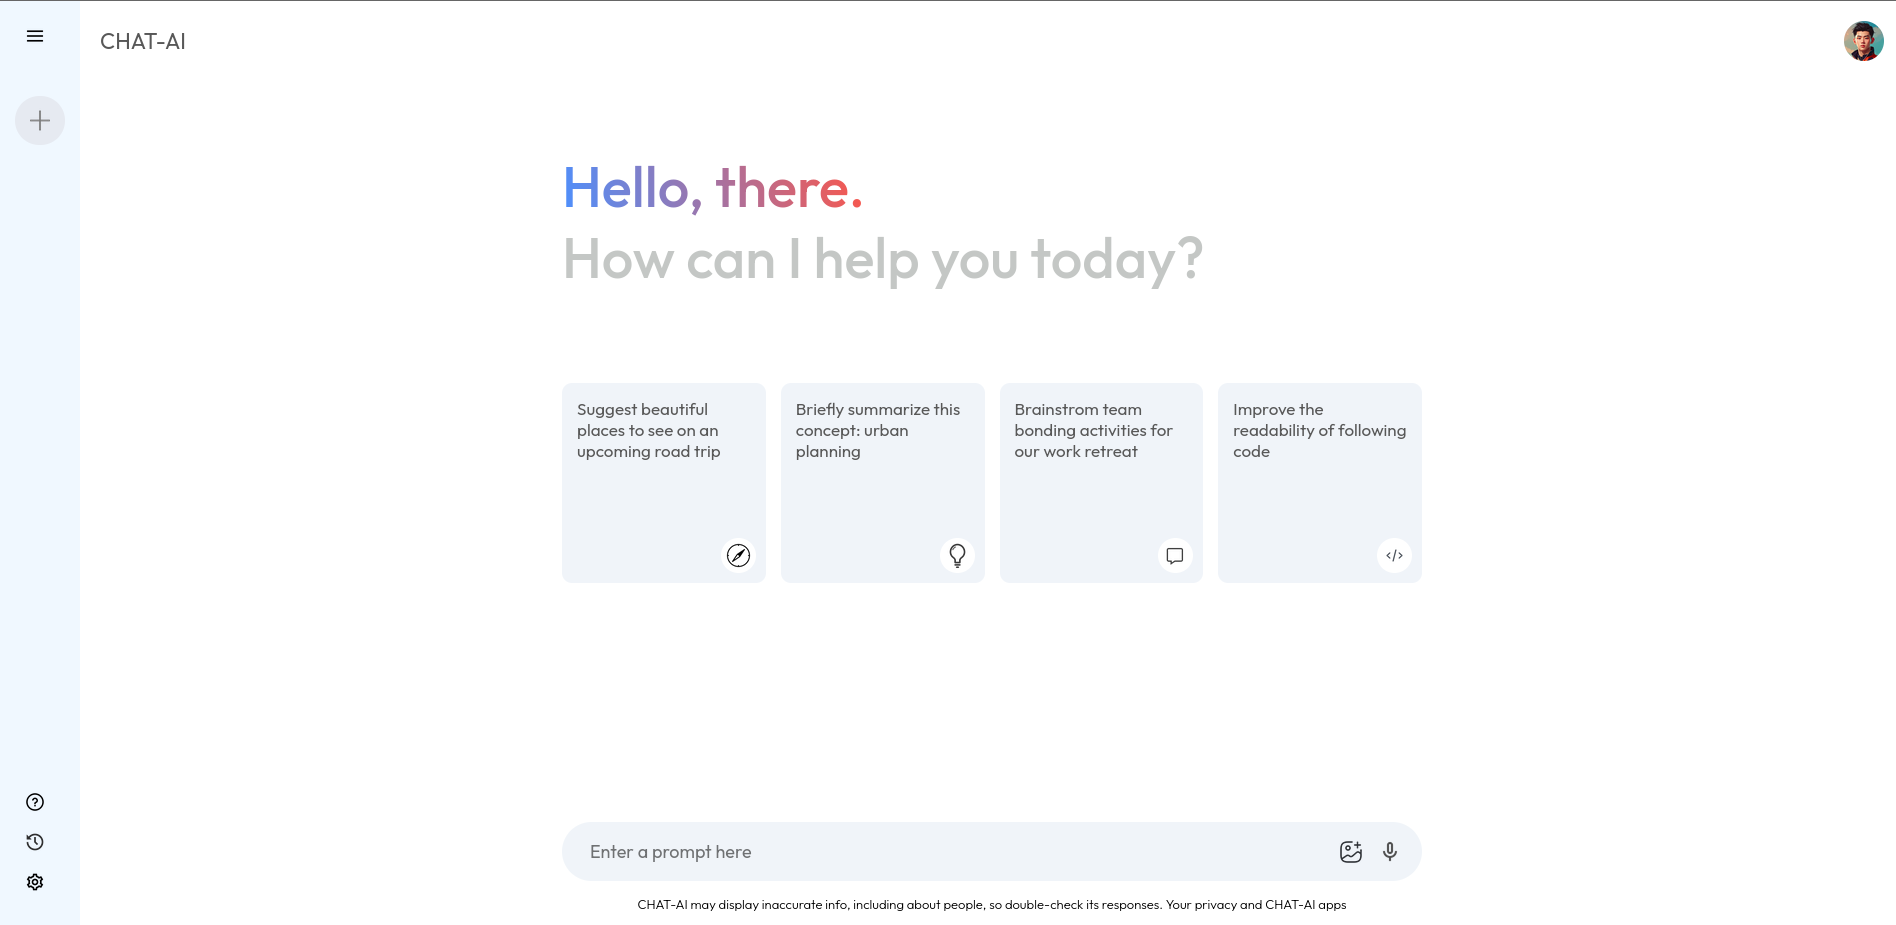 CHAT-AI
Hello, there.
How can I help you today?
Suggest beautiful
places to see on an
upcoming road trip
Briefly summarize this
concept: urban
planning
Brainstrom team
bonding activities for
our work retreat
Improve the
readability of following
code
Enter a prompt here
CHAT-AI may display inaccurate info, including about people, so double-check its responses. Your privacy and CHAT-AI apps